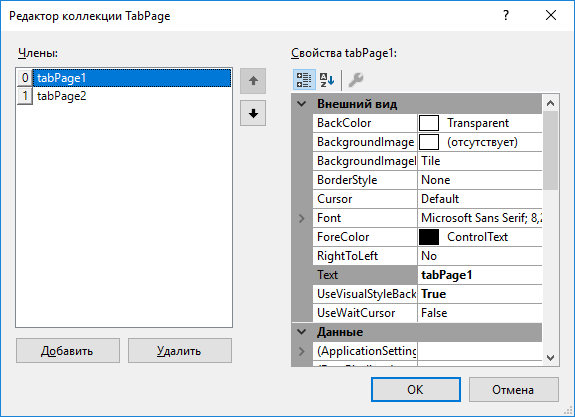 Редактор коллекции TabPage
Члены:
0 tabPage1
1 tabPage2
Добавить
Удалить
Свойства tabPage1:
Внешний вид
BackColor Transparent
BackgroundImage (отсутствует)
BackgroundImageI Tile
BorderStyle None
Cursor Default
Font Microsoft Sans Serif; 8,2
ForeColor ControlText
RightToLeft No
Text tabPage1
UseVisualStyleBack True
UseWaitCursor False
Данные
(ApplicationSetting
OK
Отмена